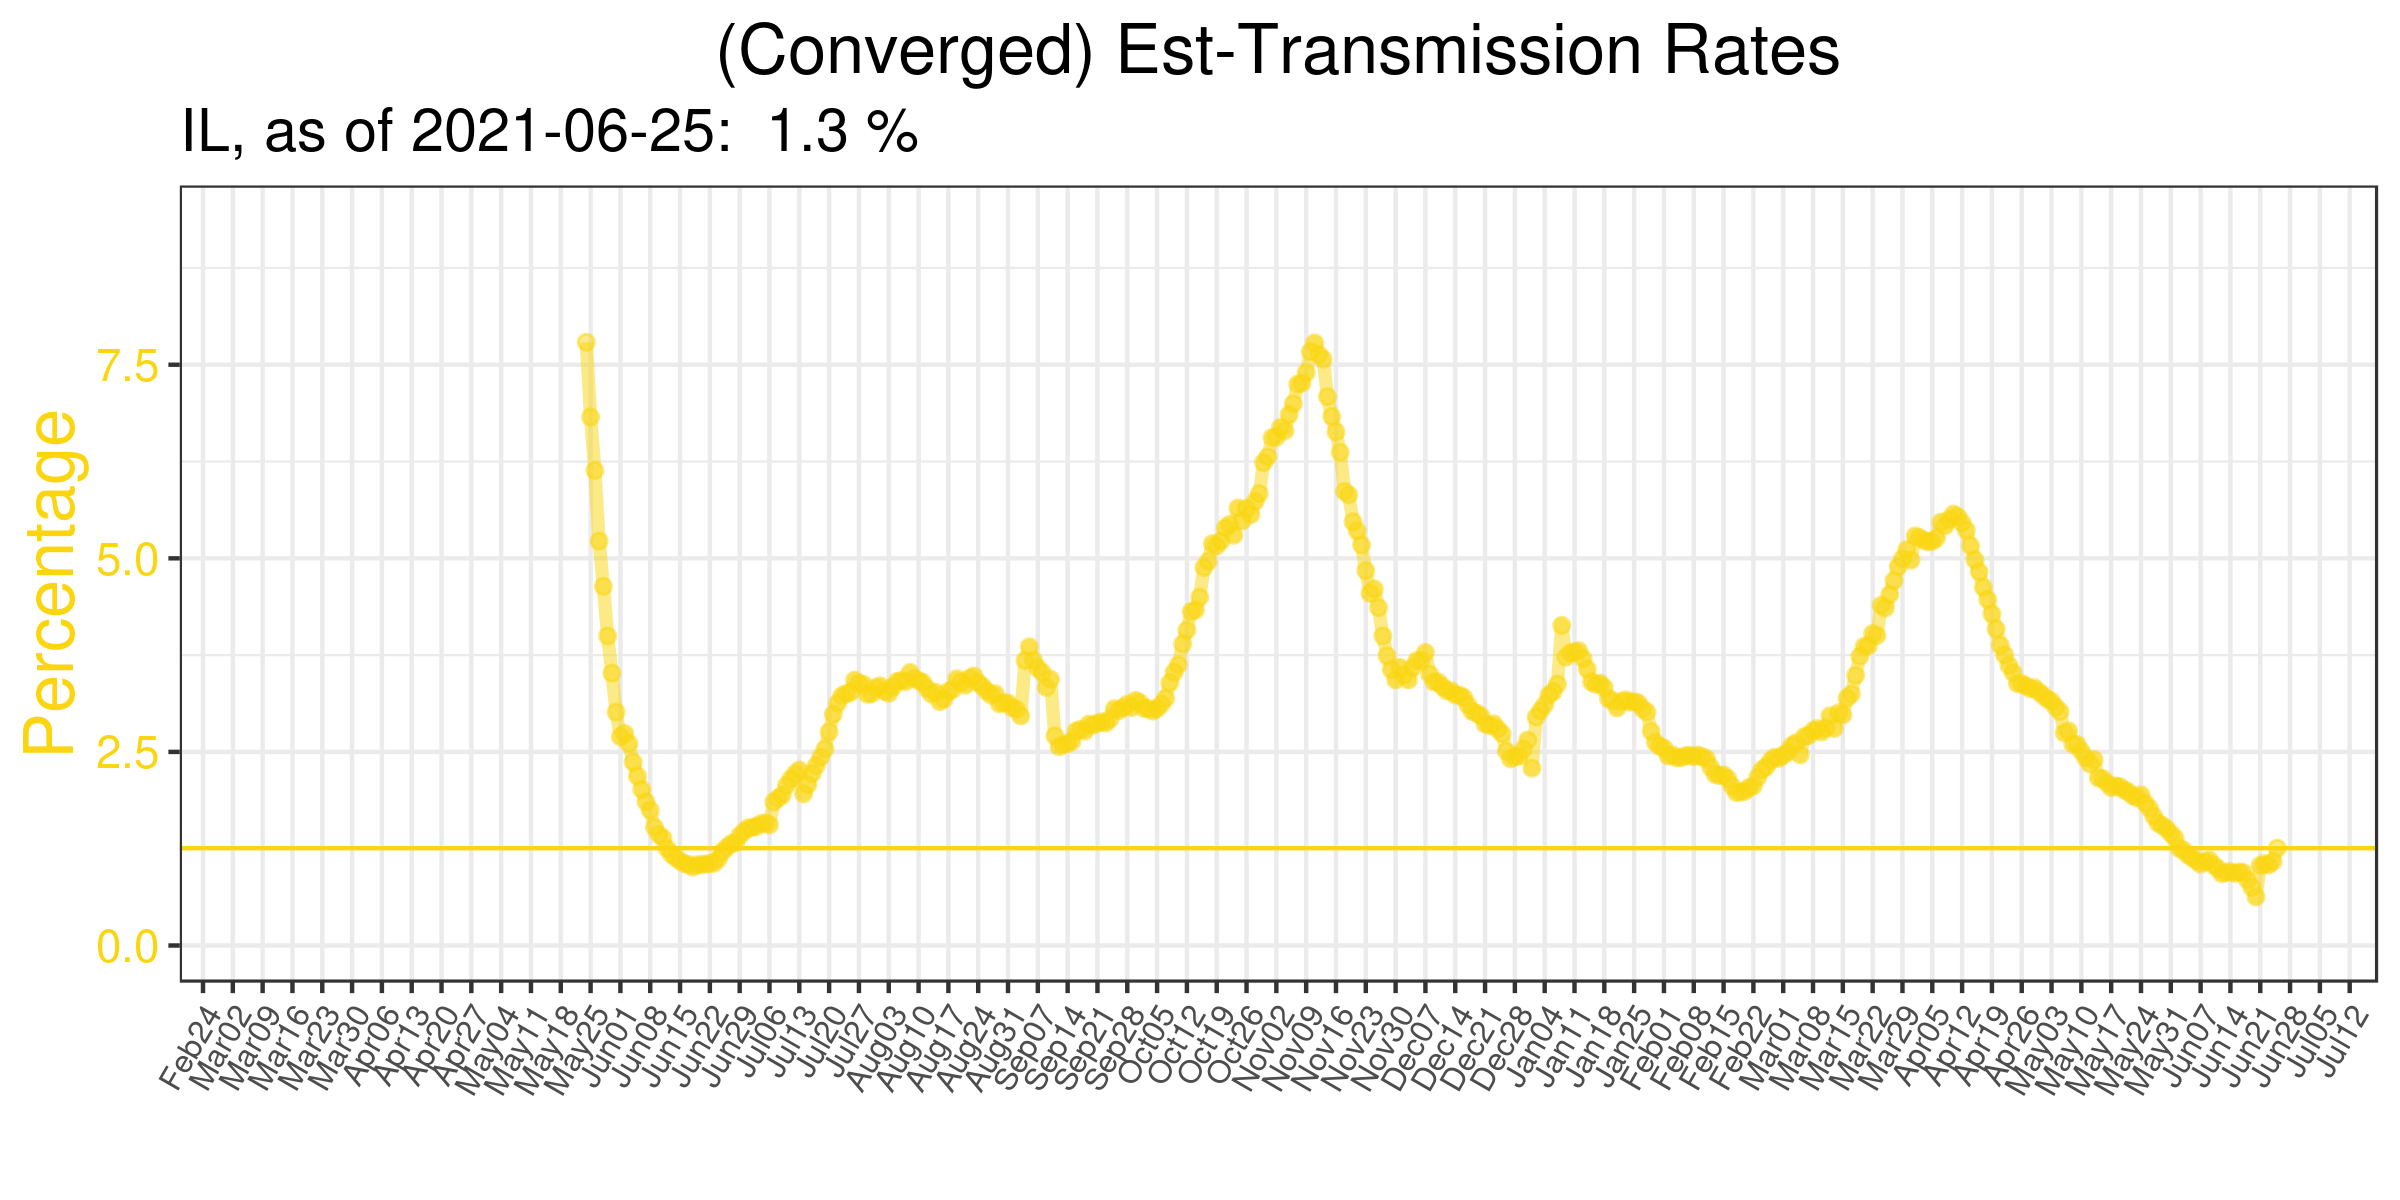 (Converged) Est-Transmission Rates
IL, as of 2021-06-25:  1.3 %
Percentage
7.5
5.0
2.5
0.0
Feb24
Mar02
Mar09
Mar16
Mar23
Mar30
Apr06
Apr13
Apr20
Apr27
May04
May11
May18
May25
Jun01
Jun08
Jun15
Jun22
Jun29
Jul06
Jul13
Jul20
Jul27
Aug03
Aug10
Aug17
Aug24
Aug31
Sep07
Sep14
Sep21
Sep28
Oct05
Oct12
Oct19
Oct26
Nov02
Nov09
Nov16
Nov23
Nov30
Dec07
Dec14
Dec21
Dec28
Jan04
Jan11
Jan18
Jan25
Feb01
Feb08
Feb15
Feb22
Mar01
Mar08
Mar15
Mar22
Mar29
Apr05
Apr12
Apr19
Apr26
May03
May10
May17
May24
May31
Jun07
Jun14
Jun21
Jun28
Jul05
Jul12